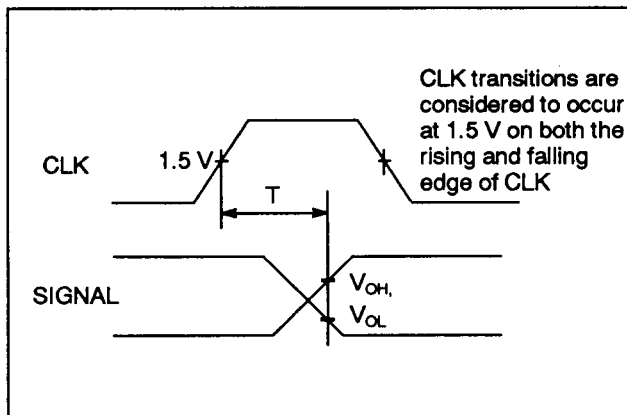 CLK transitions are
considered to occur
at 1.5 V on both the
rising and falling
edge of CLK
CLK
1.5 V
T
SIGNAL
VOH,
VOL